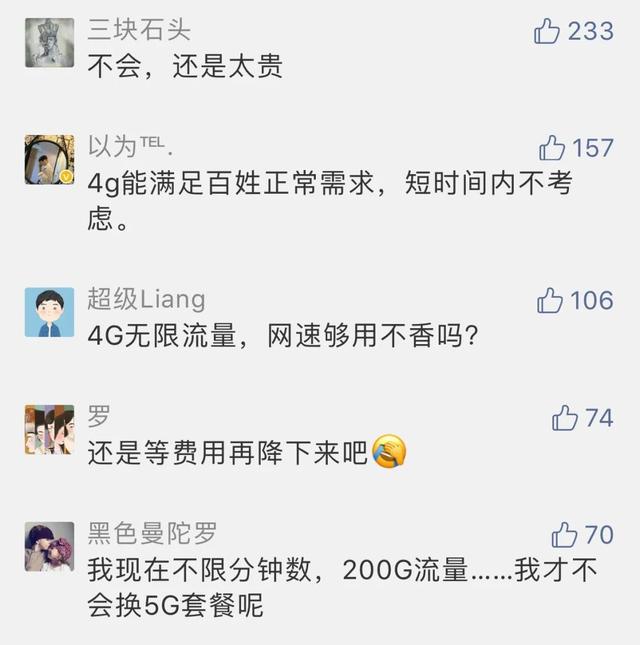 三块石头
233
不会，还是太贵
以为℡.
157
4g能满足百姓正常需求，短时间内不考
虑。
超级Liang
106
4G无限流量，网速够用不香吗？
罗
74
还是等费用再降下来吧🤦
黑色曼陀罗
70
我现在不限分钟数，200G流量……我才不
会换5G套餐呢